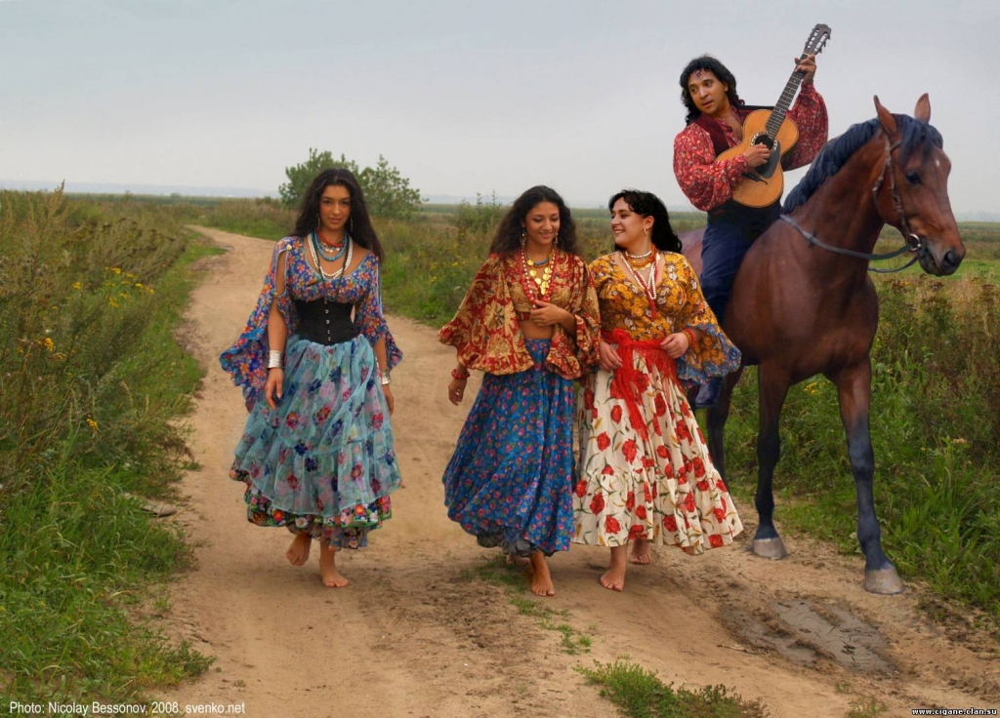 Photo: Nicolay Bessonov, 2008. svenko.net
www.cigane.clan.su